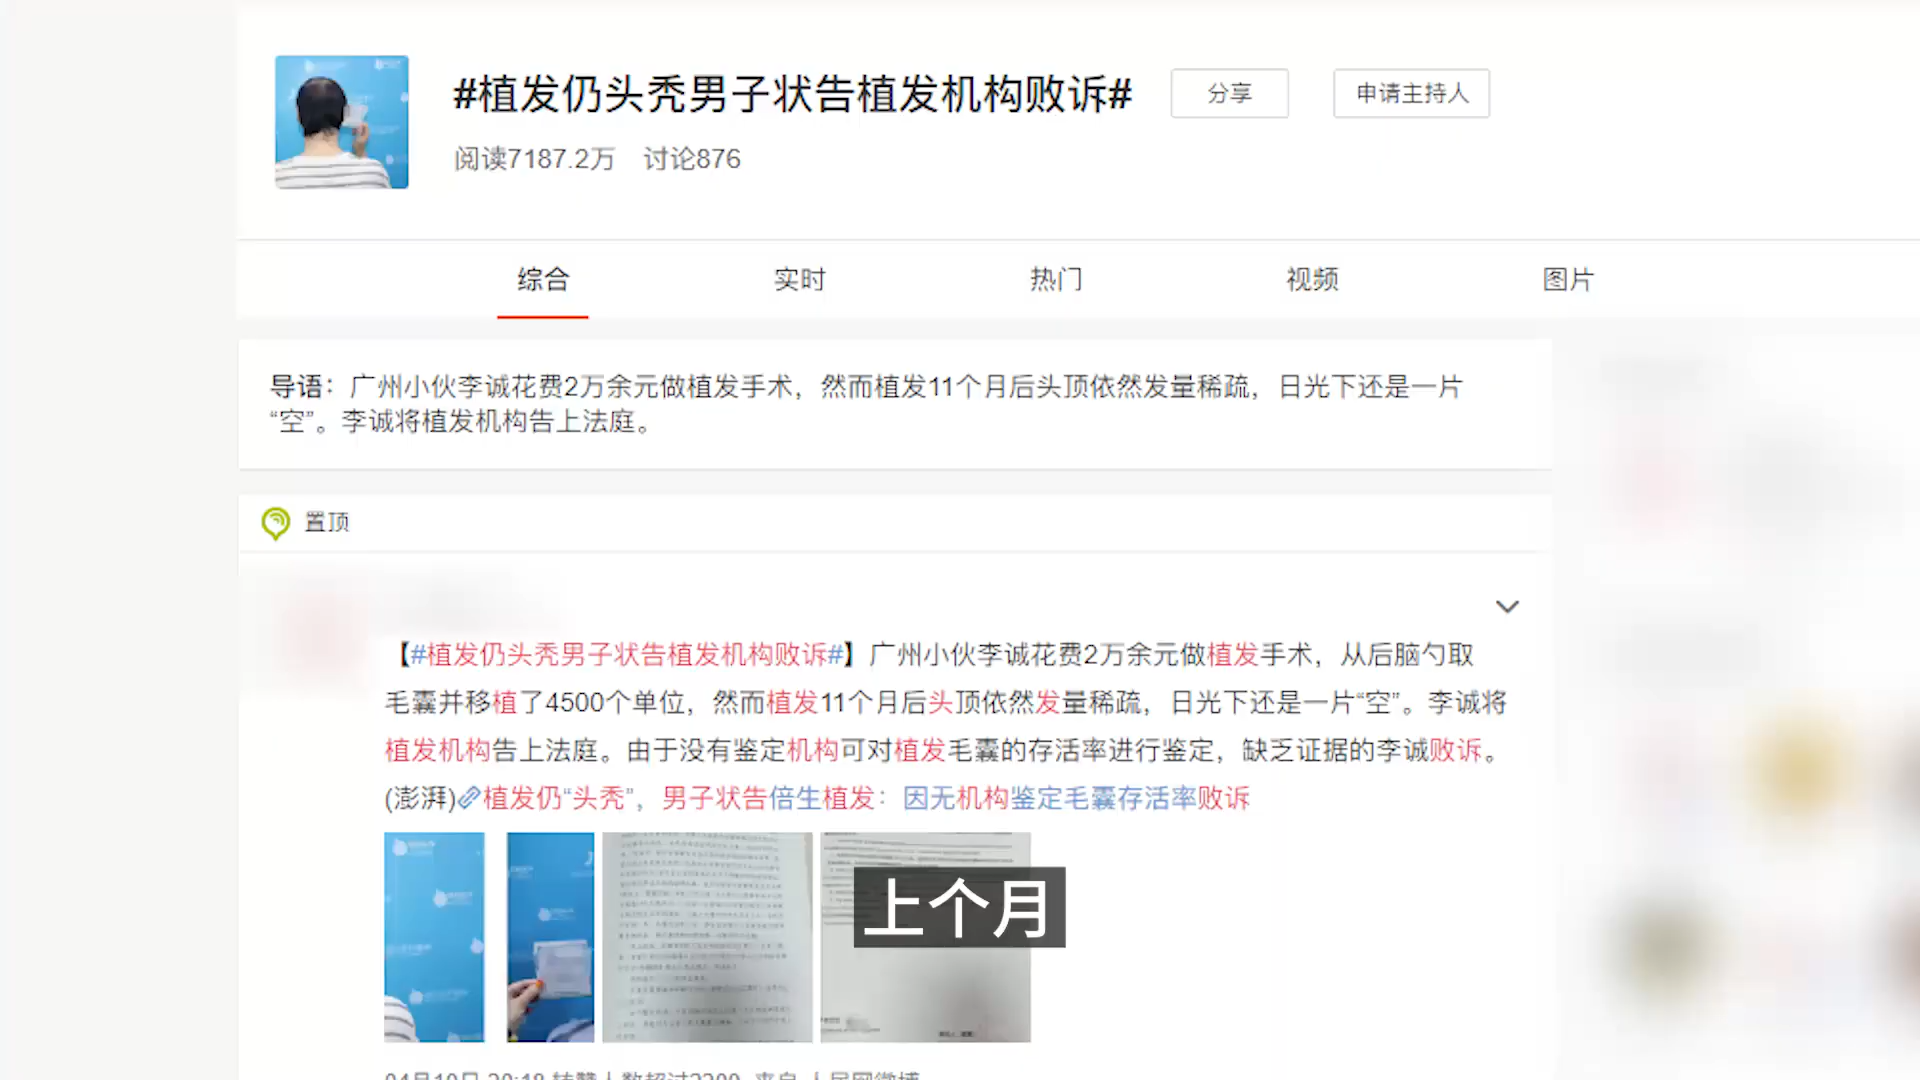 #植发仍头秃男子状告植发机构败诉#
分享
申请主持人
阅读7187.2万 讨论876
综合 实时 热门 视频 图片
导语：广州小伙李诚花费2万余元做植发手术，然而植发11个月后头顶依然发量稀疏，日光下还是一片
“空”。李诚将植发机构告上法庭。
置顶
【#植发仍头秃男子状告植发机构败诉#】广州小伙李诚花费2万余元做植发手术，从后脑勺取
毛囊并移植了4500个单位，然而植发11个月后头顶依然发量稀疏，日光下还是一片“空”。李诚将
植发机构告上法庭。由于没有鉴定机构可对植发毛囊的存活率进行鉴定，缺乏证据的李诚败诉。
(澎湃)植发仍“头秃”，男子状告倍生植发：因无机构鉴定毛囊存活率败诉
上个月